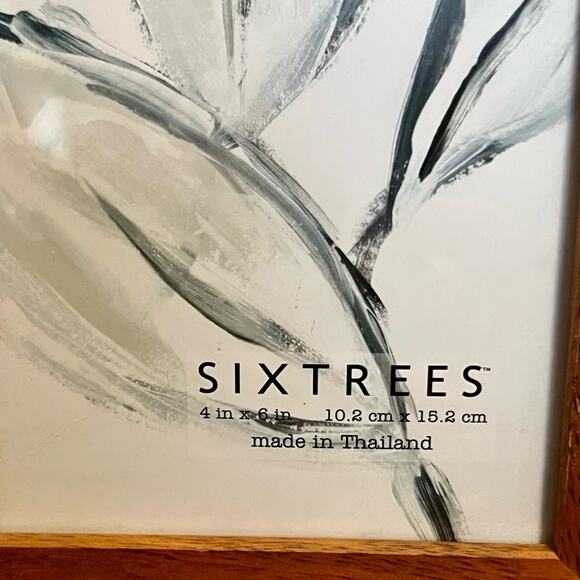 SIXTREES™
4 in x 6 in 10.2 cm x 15.2 cm
made in Thailand